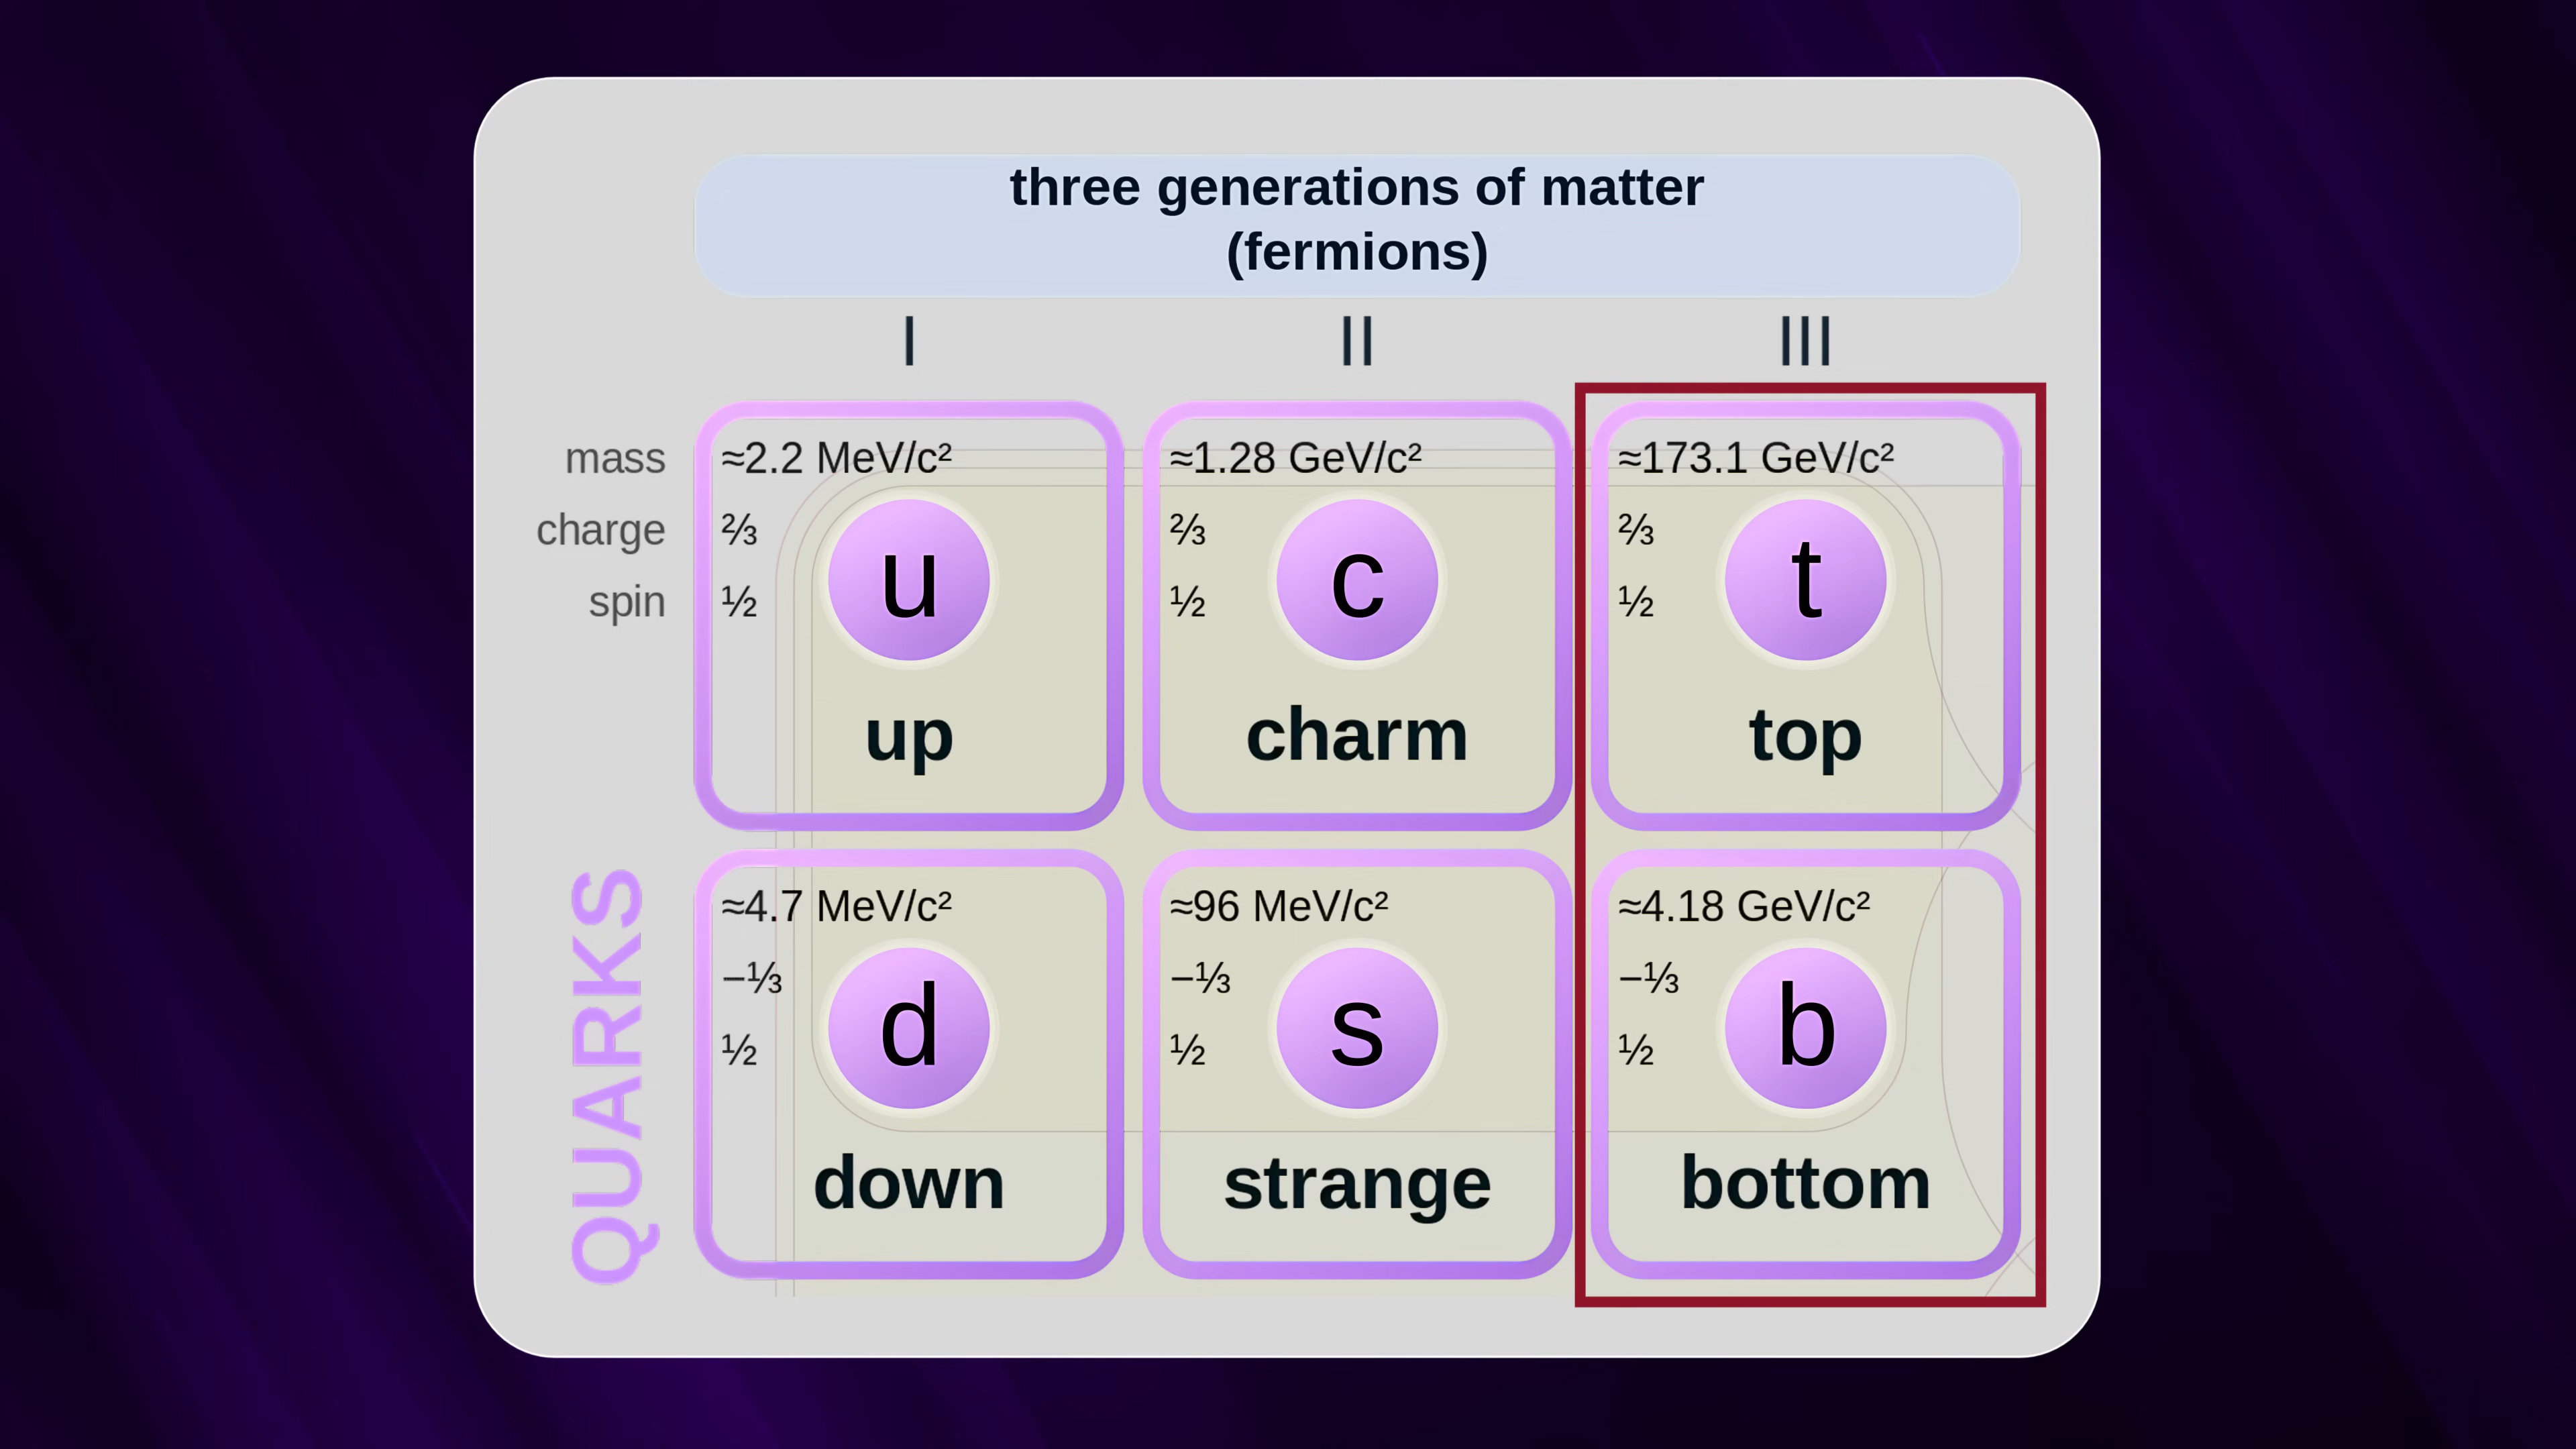 three generations of matter
(fermions)
I II III
mass ≈2.2 MeV/c² ≈1.28 GeV/c² ≈173.1 GeV/c²
charge ⅔ ⅔ ⅔
spin ½ ½ ½
u c t
up charm top
QUARKS
≈4.7 MeV/c² ≈96 MeV/c² ≈4.18 GeV/c²
−⅓ −⅓ −⅓
½ ½ ½
d s b
down strange bottom